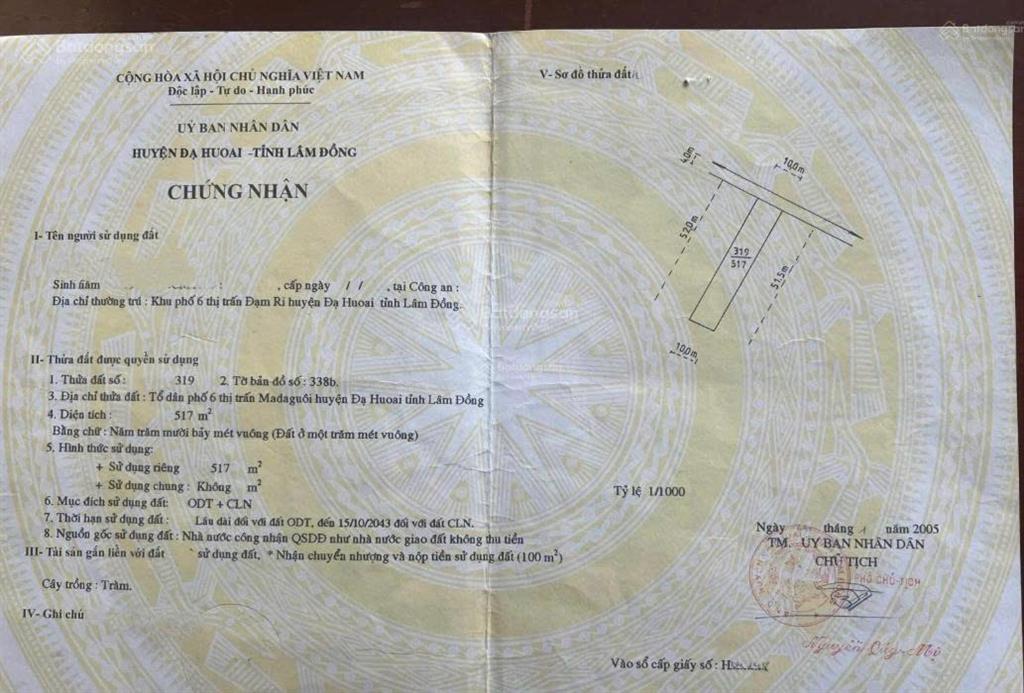 CỘNG HÒA XÃ HỘI CHỦ NGHĨA VIỆT NAM
Độc lập - Tự do - Hạnh phúc
UỶ BAN NHÂN DÂN
HUYỆN ĐẠ HUOAI -TỈNH LÂM ĐỒNG
CHỨNG NHẬN
I- Tên người sử dụng đất
Sinh năm , cấp ngày / / , tại Công an :
Địa chỉ thường trú : Khu phố 6 thị trấn Đạm Ri huyện Đạ Huoai tỉnh Lâm Đồng.
II- Thửa đất được quyền sử dụng
1. Thửa đất số : 319 2. Tờ bản đồ số : 338b.
3. Địa chỉ thửa đất : Tổ dân phố 6 thị trấn Madaguôi huyện Đạ Huoai tỉnh Lâm Đồng
4. Diện tích : 517 m²
Bằng chữ : Năm trăm mười bảy mét vuông (Đất ở một trăm mét vuông)
5. Hình thức sử dụng:
+ Sử dụng riêng 517 m²
+ Sử dụng chung : Không m²
6. Mục đích sử dụng đất: ODT + CLN
7. Thời hạn sử dụng đất : Lâu dài đối với đất ODT, đến 15/10/2043 đối với đất CLN.
8. Nguồn gốc sử dụng đất : Nhà nước công nhận QSDĐ như nhà nước giao đất không thu tiền
III- Tài sản gắn liền với đất sử dụng đất, * Nhận chuyển nhượng và nộp tiền sử dụng đất (100 m²)
Cây trồng : Tràm.
IV- Ghi chú
V- Sơ đồ thửa đất
4.0m
10,0m
52.0m
319
517
51.5m
10,0m
Tỷ lệ 1/1000
Ngày tháng 1 năm 2005
TM. UỶ BAN NHÂN DÂN
CHỦ TỊCH
PHÓ CHỦ TỊCH
Vào sổ cấp giấy số : H
Batdongsan
Batdongsan
Batdongsan